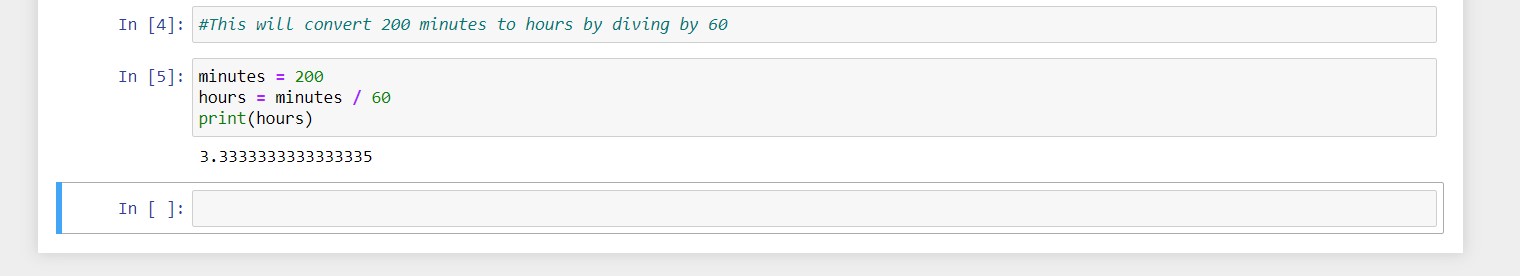 In [4]: #This will convert 200 minutes to hours by diving by 60
In [5]: minutes = 200
hours = minutes / 60
print(hours)
3.3333333333333335
In [ ]: